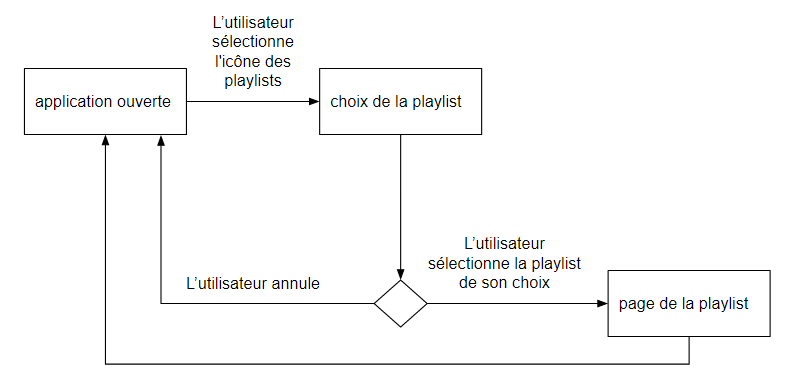 L’utilisateur
sélectionne
l'icône des
playlists
application ouverte
choix de la playlist
L’utilisateur
sélectionne la playlist
de son choix
L’utilisateur annule
page de la playlist